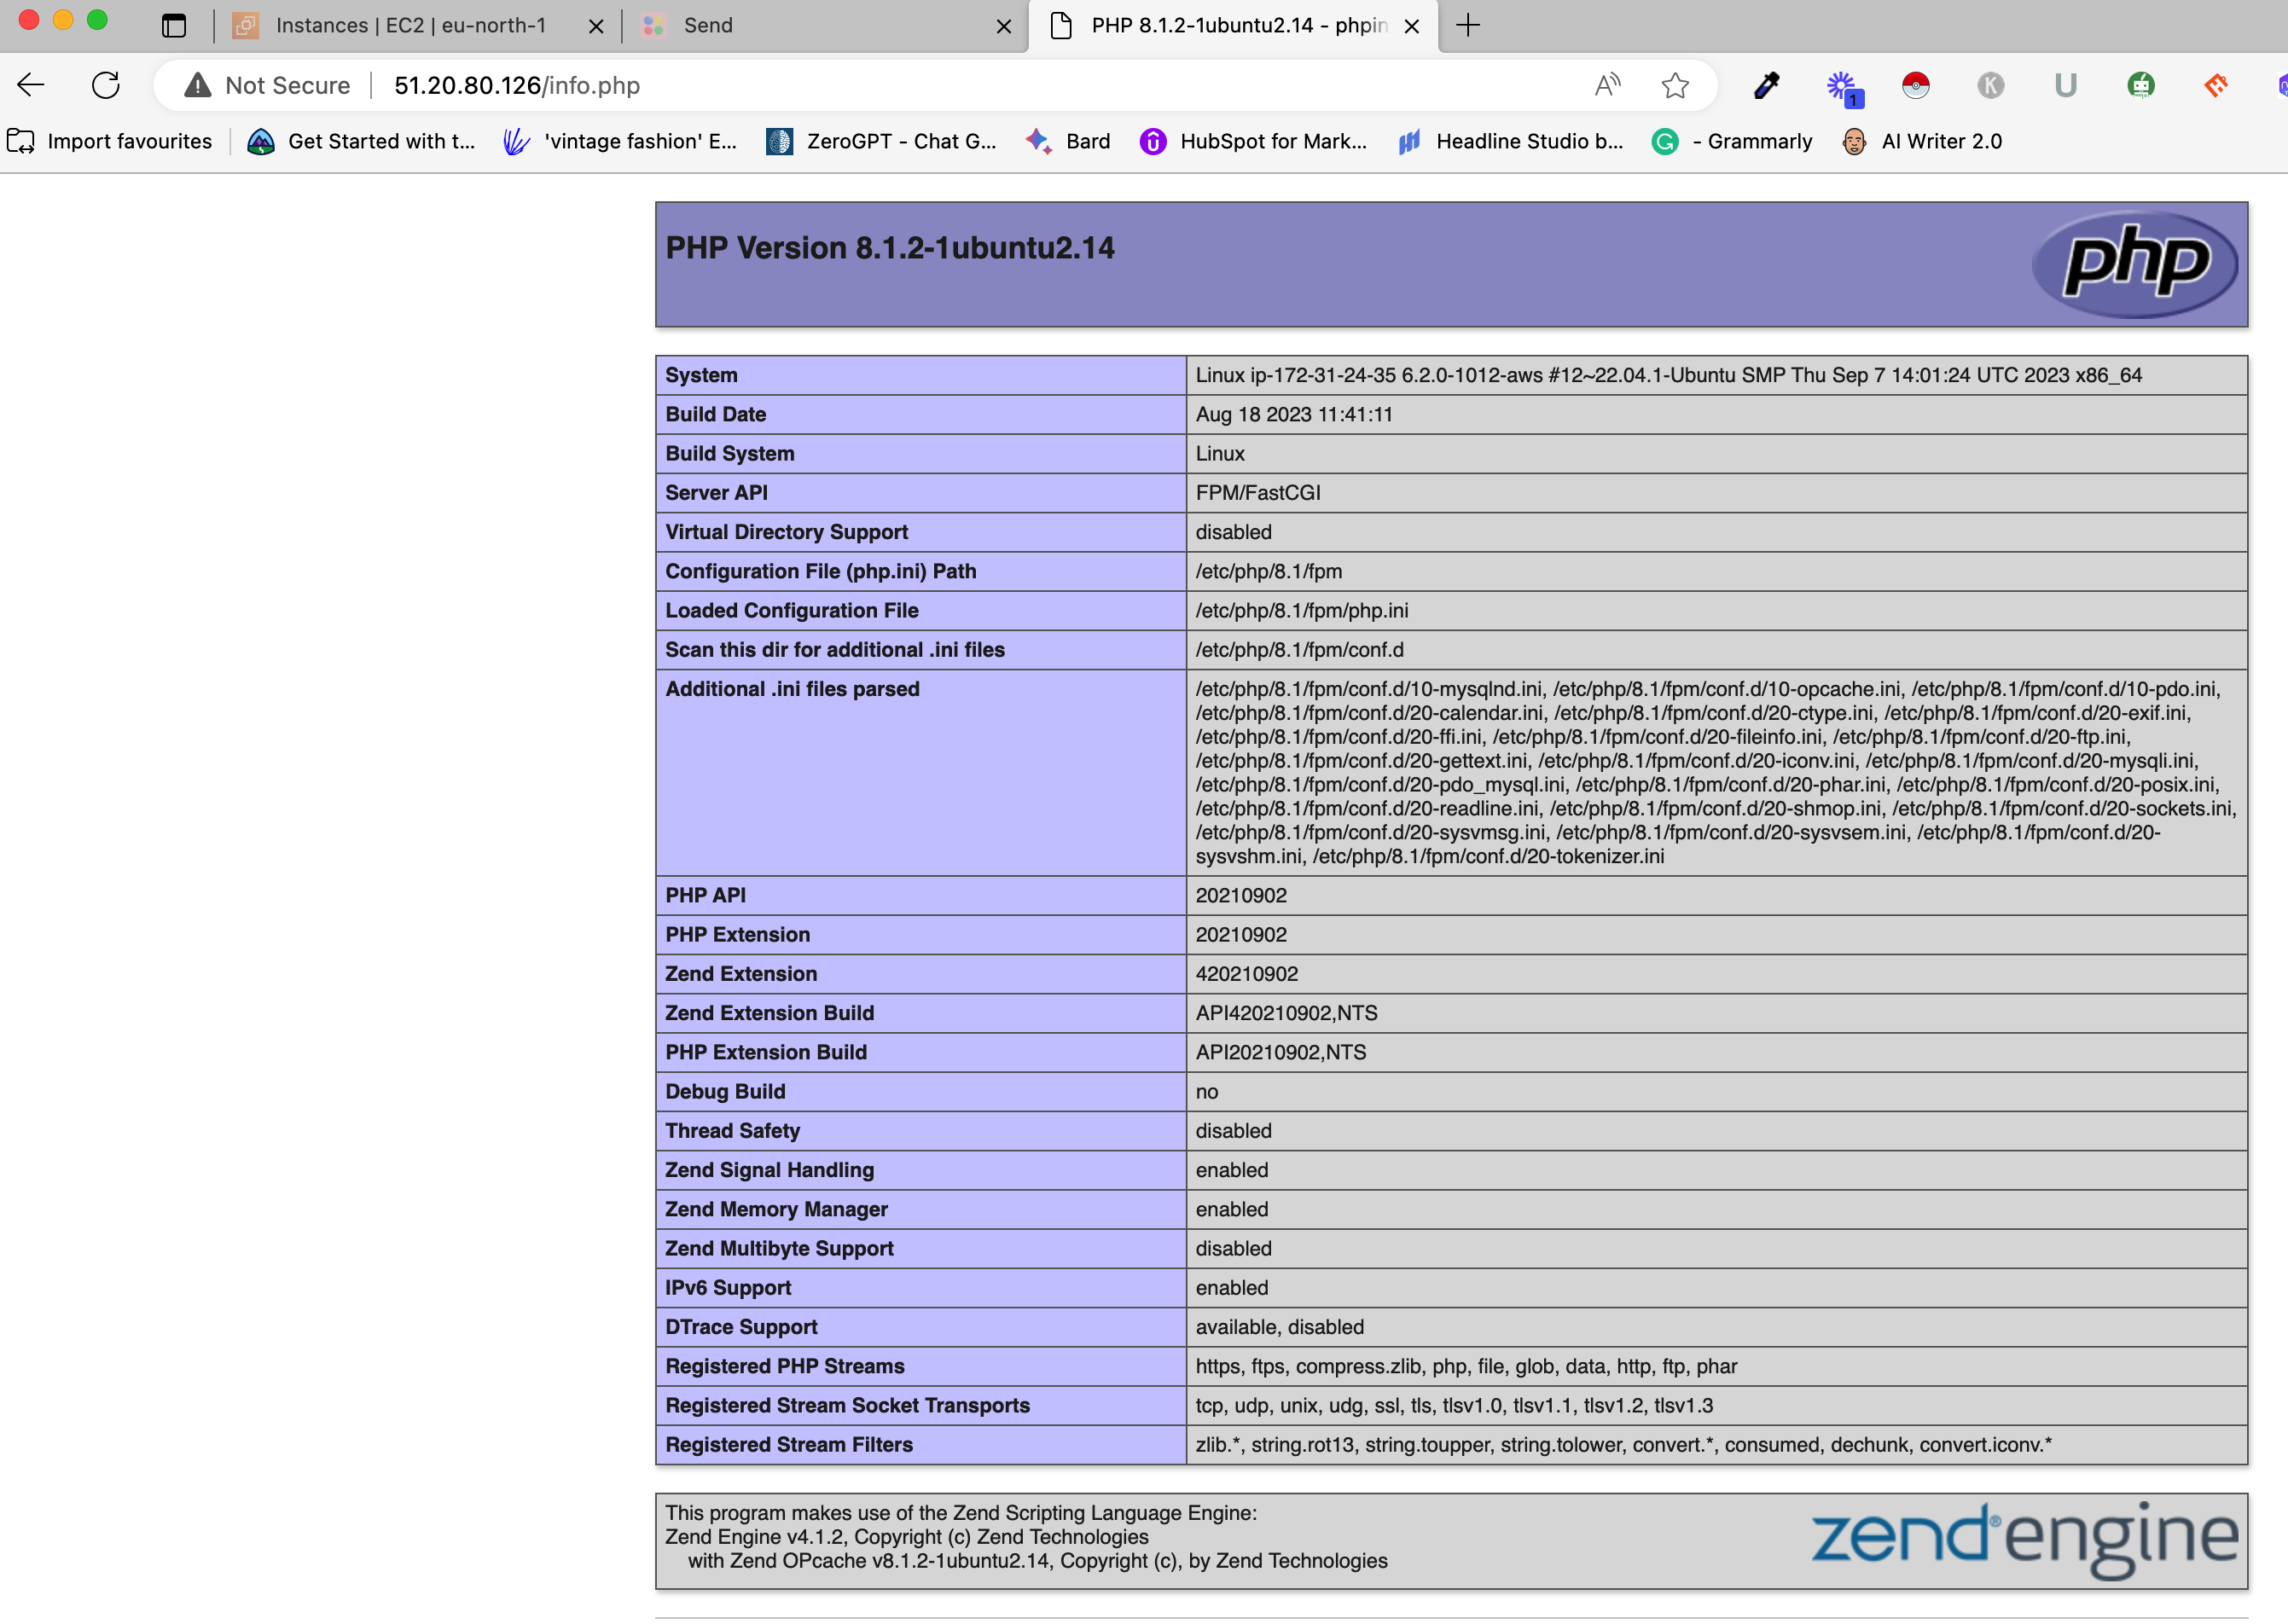 Instances | EC2 | eu-north-1
Send
PHP 8.1.2-1ubuntu2.14 - phpin
Not Secure
51.20.80.126/info.php
1
K
U
Import favourites
Get Started with t...
'vintage fashion' E...
ZeroGPT - Chat G...
Bard
HubSpot for Mark...
Headline Studio b...
- Grammarly
AI Writer 2.0
PHP Version 8.1.2-1ubuntu2.14
php
System Linux ip-172-31-24-35 6.2.0-1012-aws #12~22.04.1-Ubuntu SMP Thu Sep 7 14:01:24 UTC 2023 x86_64
Build Date Aug 18 2023 11:41:11
Build System Linux
Server API FPM/FastCGI
Virtual Directory Support disabled
Configuration File (php.ini) Path /etc/php/8.1/fpm
Loaded Configuration File /etc/php/8.1/fpm/php.ini
Scan this dir for additional .ini files /etc/php/8.1/fpm/conf.d
Additional .ini files parsed /etc/php/8.1/fpm/conf.d/10-mysqlnd.ini, /etc/php/8.1/fpm/conf.d/10-opcache.ini, /etc/php/8.1/fpm/conf.d/10-pdo.ini,
/etc/php/8.1/fpm/conf.d/20-calendar.ini, /etc/php/8.1/fpm/conf.d/20-ctype.ini, /etc/php/8.1/fpm/conf.d/20-exif.ini,
/etc/php/8.1/fpm/conf.d/20-ffi.ini, /etc/php/8.1/fpm/conf.d/20-fileinfo.ini, /etc/php/8.1/fpm/conf.d/20-ftp.ini,
/etc/php/8.1/fpm/conf.d/20-gettext.ini, /etc/php/8.1/fpm/conf.d/20-iconv.ini, /etc/php/8.1/fpm/conf.d/20-mysqli.ini,
/etc/php/8.1/fpm/conf.d/20-pdo_mysql.ini, /etc/php/8.1/fpm/conf.d/20-phar.ini, /etc/php/8.1/fpm/conf.d/20-posix.ini,
/etc/php/8.1/fpm/conf.d/20-readline.ini, /etc/php/8.1/fpm/conf.d/20-shmop.ini, /etc/php/8.1/fpm/conf.d/20-sockets.ini,
/etc/php/8.1/fpm/conf.d/20-sysvmsg.ini, /etc/php/8.1/fpm/conf.d/20-sysvsem.ini, /etc/php/8.1/fpm/conf.d/20-
sysvshm.ini, /etc/php/8.1/fpm/conf.d/20-tokenizer.ini
PHP API 20210902
PHP Extension 20210902
Zend Extension 420210902
Zend Extension Build API420210902,NTS
PHP Extension Build API20210902,NTS
Debug Build no
Thread Safety disabled
Zend Signal Handling enabled
Zend Memory Manager enabled
Zend Multibyte Support disabled
IPv6 Support enabled
DTrace Support available, disabled
Registered PHP Streams https, ftps, compress.zlib, php, file, glob, data, http, ftp, phar
Registered Stream Socket Transports tcp, udp, unix, udg, ssl, tls, tlsv1.0, tlsv1.1, tlsv1.2, tlsv1.3
Registered Stream Filters zlib.*, string.rot13, string.toupper, string.tolower, convert.*, consumed, dechunk, convert.iconv.*
This program makes use of the Zend Scripting Language Engine:
Zend Engine v4.1.2, Copyright (c) Zend Technologies
with Zend OPcache v8.1.2-1ubuntu2.14, Copyright (c), by Zend Technologies
zend®engine